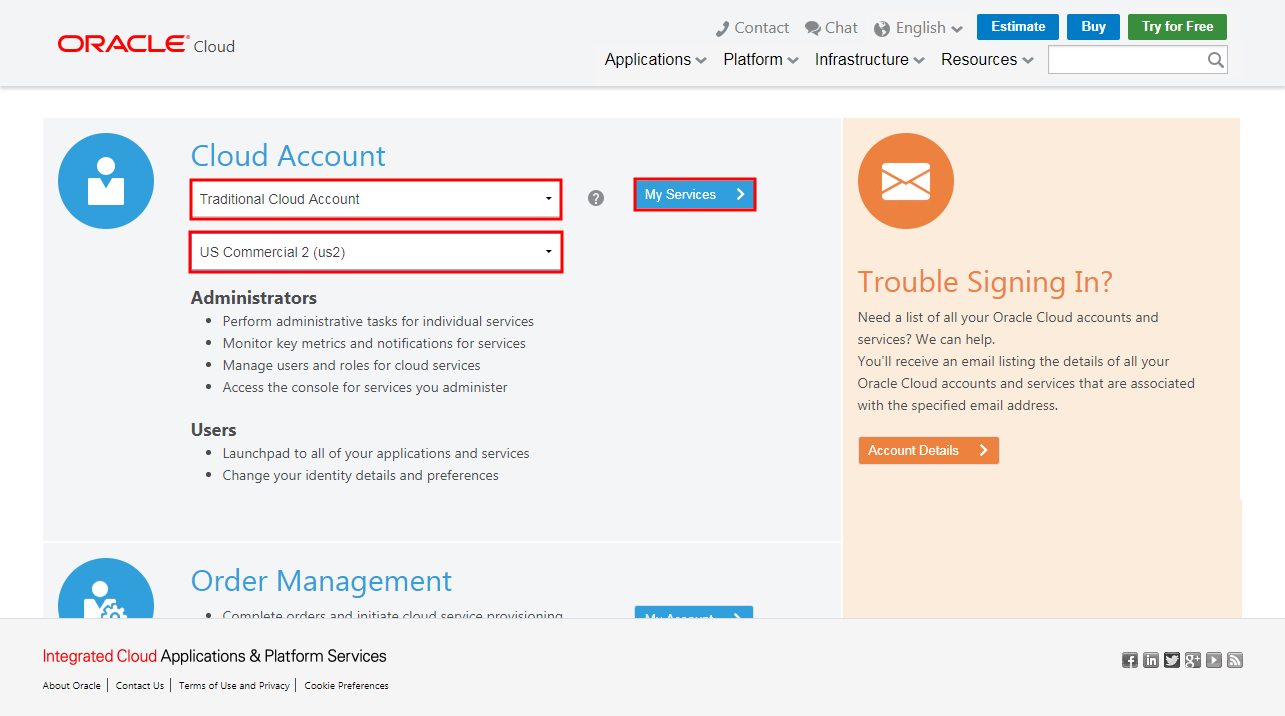 ORACLE Cloud
Contact Chat English Estimate Buy Try for Free
Applications Platform Infrastructure Resources
Cloud Account
Traditional Cloud Account
? My Services
US Commercial 2 (us2)
Administrators
• Perform administrative tasks for individual services
• Monitor key metrics and notifications for services
• Manage users and roles for cloud services
• Access the console for services you administer
Users
• Launchpad to all of your applications and services
• Change your identity details and preferences
Trouble Signing In?
Need a list of all your Oracle Cloud accounts and
services? We can help.
You'll receive an email listing the details of all your
Oracle Cloud accounts and services that are associated
with the specified email address.
Account Details
Order Management
• Complete orders and initiate cloud service provisioning
My Account
Integrated Cloud Applications & Platform Services
About Oracle | Contact Us | Terms of Use and Privacy | Cookie Preferences